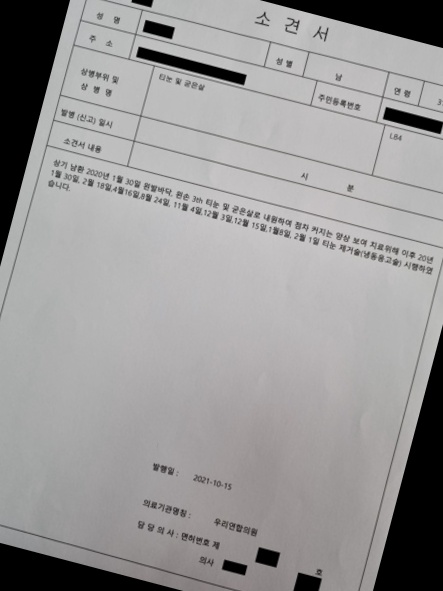 소 견 서
성 명
성 별
남
연 령
주 소
주민등록번호
상병부위 및
상 병 명
티눈 및 굳은살
L84
발병 (신고) 일시
시 분
소견서 내용
상기 남환 2020년 1월 30일 왼발바닥, 왼손 3th 티눈 및 굳은살로 내원하여 점차 커지는 양상 보여 치료위해 이후 20년
1월 30일, 2월 18일,4월16일,8월 24일, 11월 4일,12월 3일,12월 15일,1월8일, 2월 1일 티눈 제거술(냉동응고술) 시행하였
습니다.
발행일 : 2021-10-15
의료기관명칭 : 우리연합의원
담 당 의 사 : 면허번호 제 호
의사